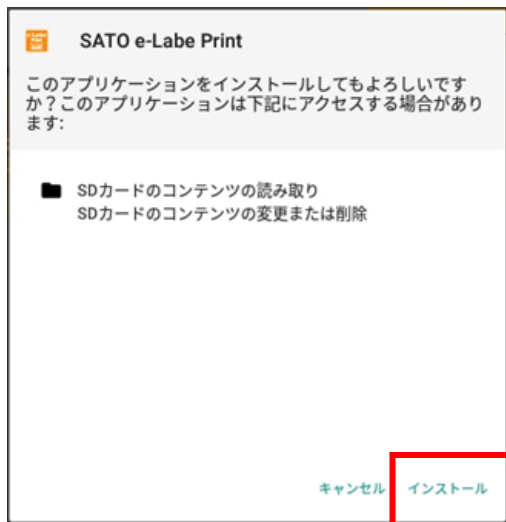 SATO e-Labe Print
このアプリケーションをインストールしてもよろしいです
か？このアプリケーションは下記にアクセスする場合があり
ます:
SDカードのコンテンツの読み取り
SDカードのコンテンツの変更または削除
キャンセル インストール